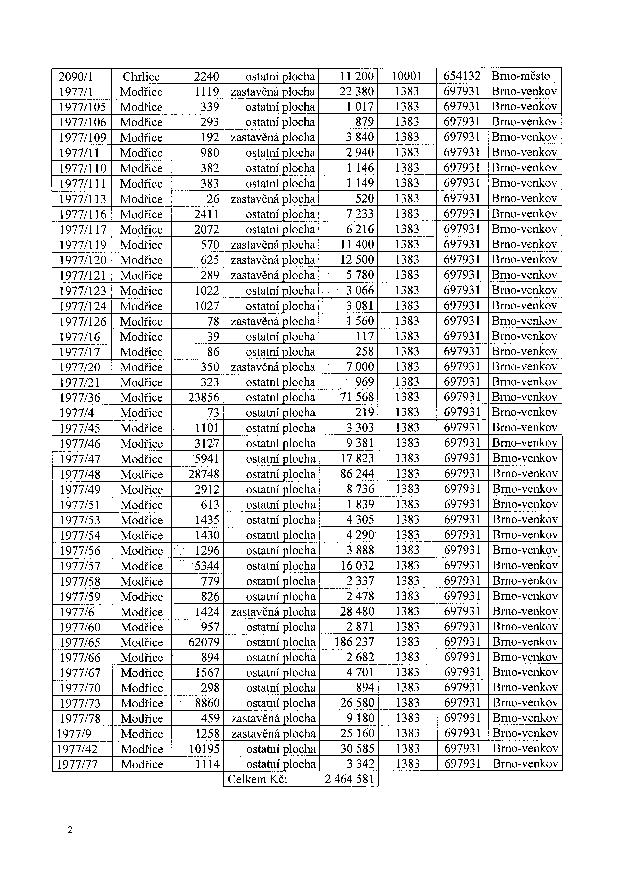 2090/1 Chrlice 2240 ostatní plocha 11 200 10001 654132 Brno-město
1977/1 Modřice 1119 zastavěná plocha 22 380 1383 697931 Brno-venkov
1977/105 Modřice 339 ostatní plocha 1 017 1383 697931 Brno-venkov
1977/106 Modřice 293 ostatní plocha 879 1383 697931 Brno-venkov
1977/109 Modřice 192 zastavěná plocha 3 840 1383 697931 Brno-venkov
1977/11 Modřice 980 ostatní plocha 2 940 1383 697931 Brno-venkov
1977/110 Modřice 382 ostatní plocha 1 146 1383 697931 Brno-venkov
1977/111 Modřice 383 ostatní plocha 1 149 1383 697931 Brno-venkov
1977/113 Modřice 26 zastavěná plocha 520 1383 697931 Brno-venkov
1977/116 Modřice 2411 ostatní plocha 7 233 1383 697931 Brno-venkov
1977/117 Modřice 2072 ostatní plocha 6 216 1383 697931 Brno-venkov
1977/119 Modřice 570 zastavěná plocha 11 400 1383 697931 Brno-venkov
1977/120 Modřice 625 zastavěná plocha 12 500 1383 697931 Brno-venkov
1977/121 Modřice 289 zastavěná plocha 5 780 1383 697931 Brno-venkov
1977/123 Modřice 1022 ostatní plocha 3 066 1383 697931 Brno-venkov
1977/124 Modřice 1027 ostatní plocha 3 081 1383 697931 Brno-venkov
1977/126 Modřice 78 zastavěná plocha 1 560 1383 697931 Brno-venkov
1977/16 Modřice 39 ostatní plocha 117 1383 697931 Brno-venkov
1977/17 Modřice 86 ostatní plocha 258 1383 697931 Brno-venkov
1977/20 Modřice 350 zastavěná plocha 7 000 1383 697931 Brno-venkov
1977/21 Modřice 323 ostatní plocha 969 1383 697931 Brno-venkov
1977/36 Modřice 23856 ostatní plocha 71 568 1383 697931 Brno-venkov
1977/4 Modřice 73 ostatní plocha 219 1383 697931 Brno-venkov
1977/45 Modřice 1101 ostatní plocha 3 303 1383 697931 Brno-venkov
1977/46 Modřice 3127 ostatní plocha 9 381 1383 697931 Brno-venkov
1977/47 Modřice 5941 ostatní plocha 17 823 1383 697931 Brno-venkov
1977/48 Modřice 28748 ostatní plocha 86 244 1383 697931 Brno-venkov
1977/49 Modřice 2912 ostatní plocha 8 736 1383 697931 Brno-venkov
1977/51 Modřice 613 ostatní plocha 1 839 1383 697931 Brno-venkov
1977/53 Modřice 1435 ostatní plocha 4 305 1383 697931 Brno-venkov
1977/54 Modřice 1430 ostatní plocha 4 290 1383 697931 Brno-venkov
1977/56 Modřice 1296 ostatní plocha 3 888 1383 697931 Brno-venkov
1977/57 Modřice 5344 ostatní plocha 16 032 1383 697931 Brno-venkov
1977/58 Modřice 779 ostatní plocha 2 337 1383 697931 Brno-venkov
1977/59 Modřice 826 ostatní plocha 2 478 1383 697931 Brno-venkov
1977/6 Modřice 1424 zastavěná plocha 28 480 1383 697931 Brno-venkov
1977/60 Modřice 957 ostatní plocha 2 871 1383 697931 Brno-venkov
1977/65 Modřice 62079 ostatní plocha 186 237 1383 697931 Brno-venkov
1977/66 Modřice 894 ostatní plocha 2 682 1383 697931 Brno-venkov
1977/67 Modřice 1567 ostatní plocha 4 701 1383 697931 Brno-venkov
1977/70 Modřice 298 ostatní plocha 894 1383 697931 Brno-venkov
1977/73 Modřice 8860 ostatní plocha 26 580 1383 697931 Brno-venkov
1977/78 Modřice 459 zastavěná plocha 9 180 1383 697931 Brno-venkov
1977/9 Modřice 1258 zastavěná plocha 25 160 1383 697931 Brno-venkov
1977/42 Modřice 10195 ostatní plocha 30 585 1383 697931 Brno-venkov
1977/77 Modřice 1114 ostatní plocha 3 342 1383 697931 Brno-venkov
Celkem Kč: 2 464 581
2